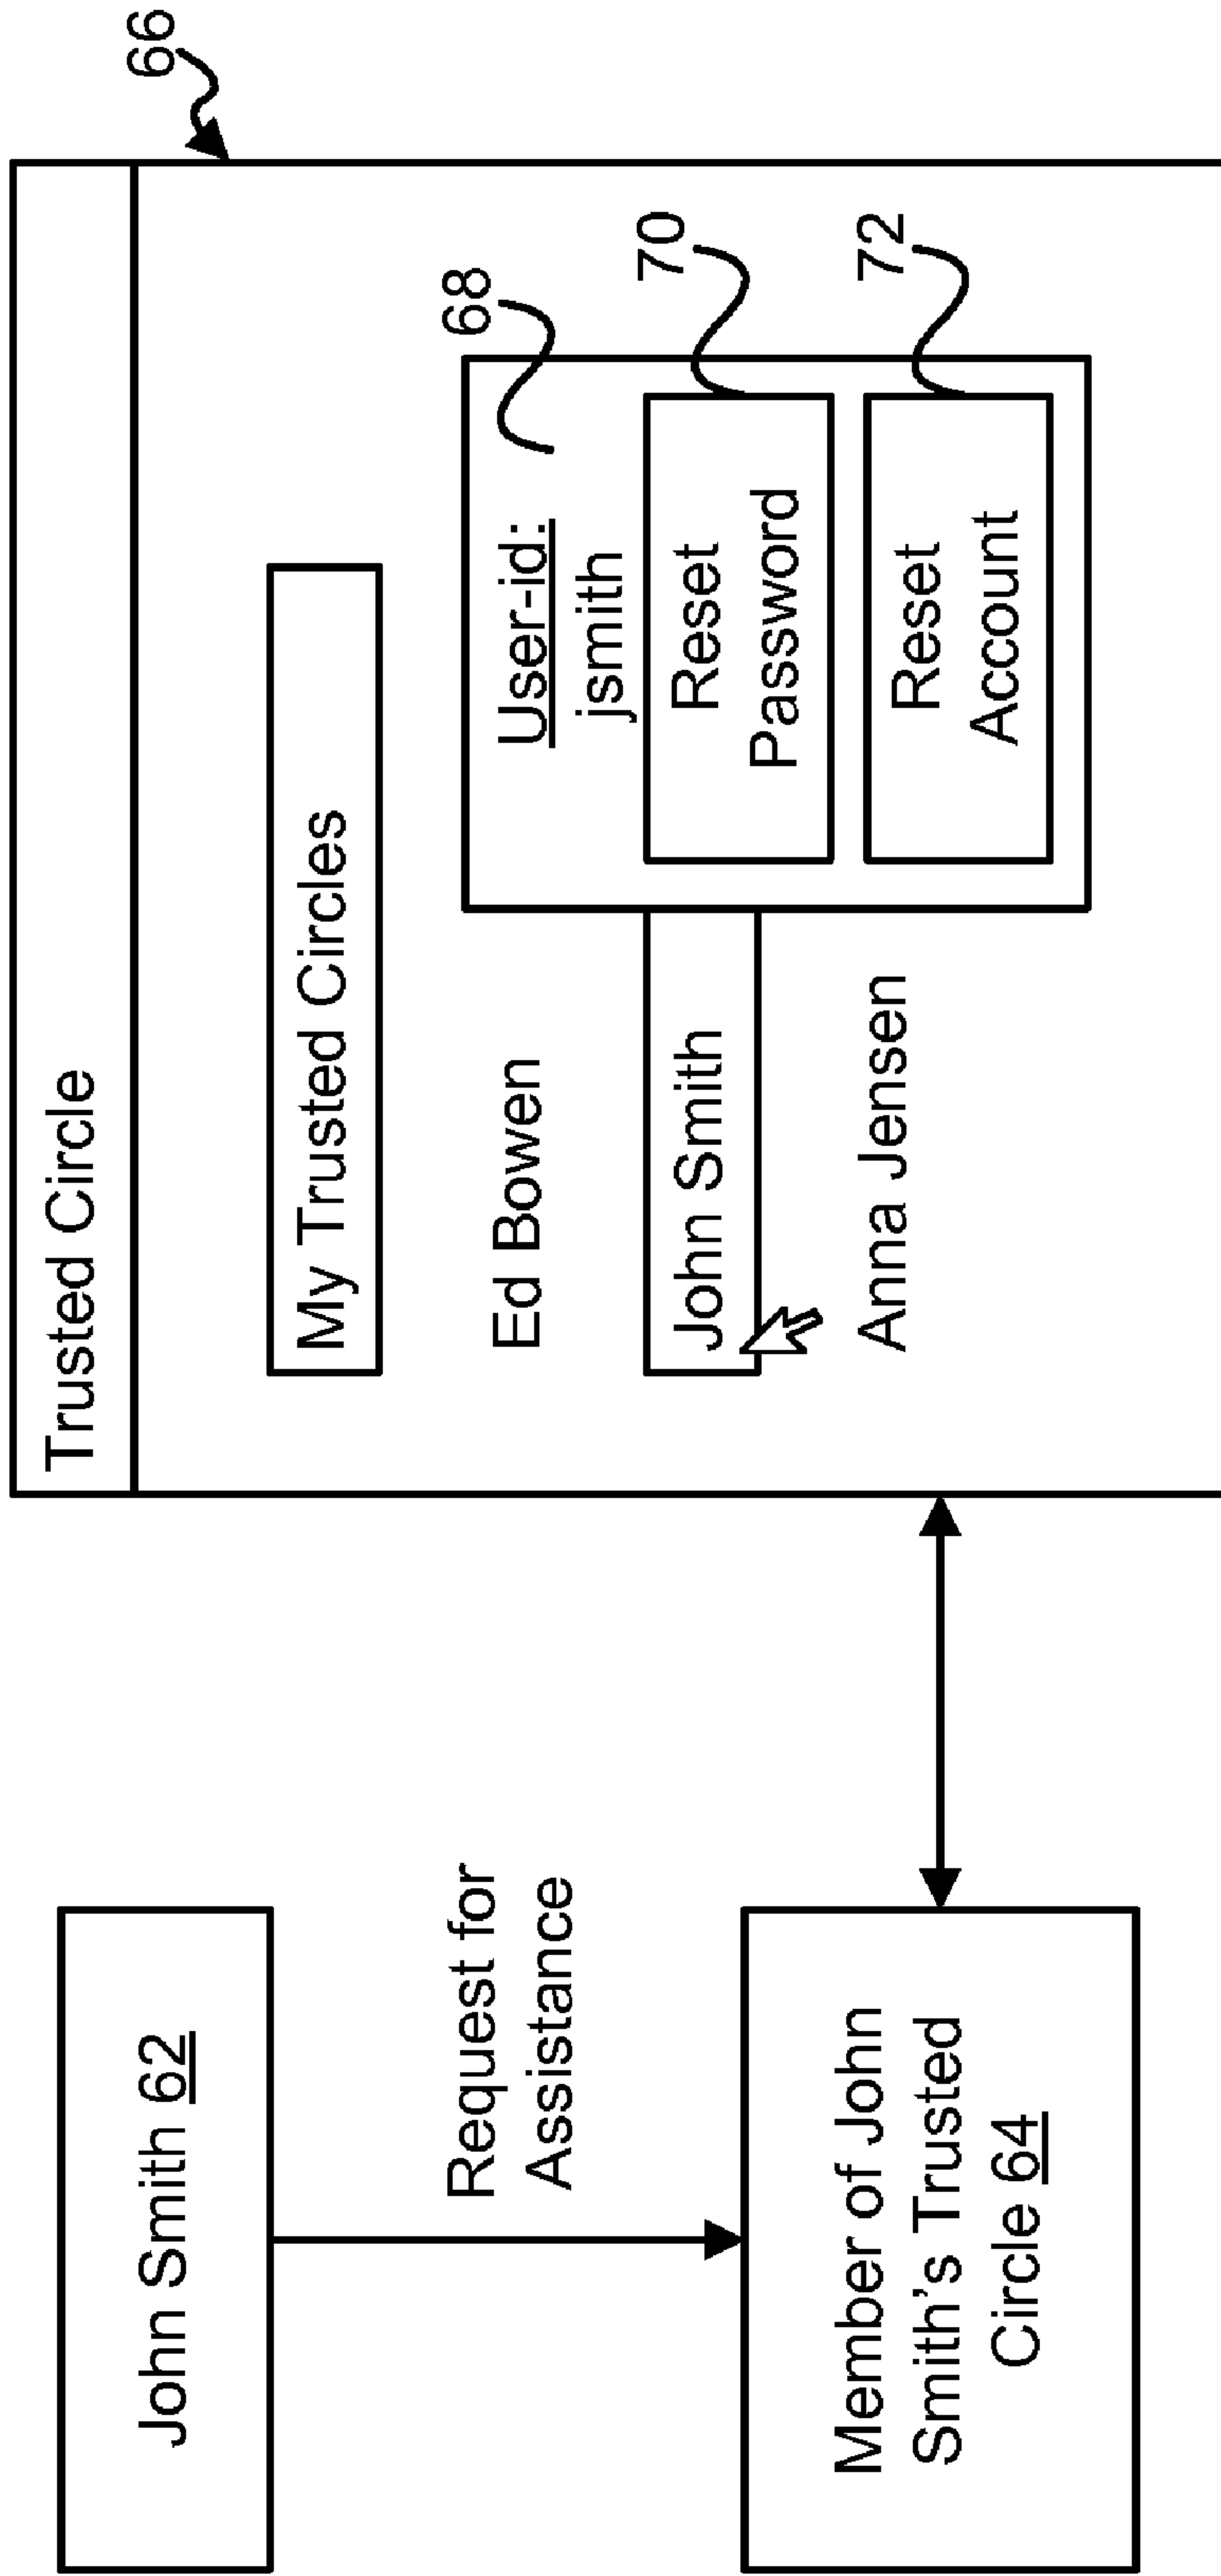 John Smith 62
Request for
Assistance
Member of John
Smith's Trusted
Circle 64
Trusted Circle
66
My Trusted Circles
Ed Bowen
John Smith
Anna Jensen
User-id:
jsmith
68
Reset
Password
70
Reset
Account
72